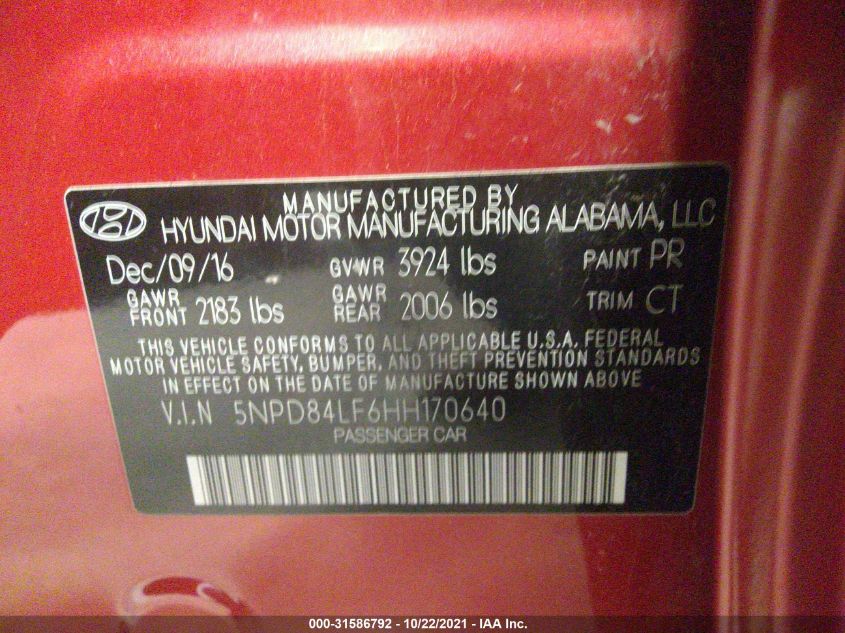 MANUFACTURED BY
HYUNDAI MOTOR MANUFACTURING ALABAMA, LLC
Dec/09/16 GVWR 3924 lbs PAINT PR
GAWR FRONT 2183 lbs GAWR REAR 2006 lbs TRIM CT
THIS VEHICLE CONFORMS TO ALL APPLICABLE U.S.A. FEDERAL
MOTOR VEHICLE SAFETY, BUMPER, AND THEFT PREVENTION STANDARDS
IN EFFECT ON THE DATE OF MANUFACTURE SHOWN ABOVE
V.I.N 5NPD84LF6HH170640
PASSENGER CAR
000-31586792 - 10/22/2021 - IAA Inc.